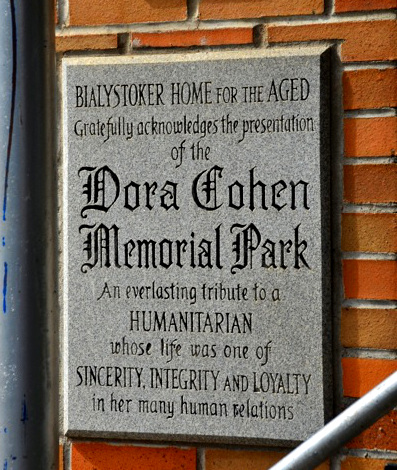 BIALYSTOKER HOME FOR THE AGED
Gratefully acknowledges the presentation
of the
Dora Cohen
Memorial Park
An everlasting tribute to a
HUMANITARIAN
whose life was one of
SINCERITY, INTEGRITY AND LOYALTY
in her many human relations